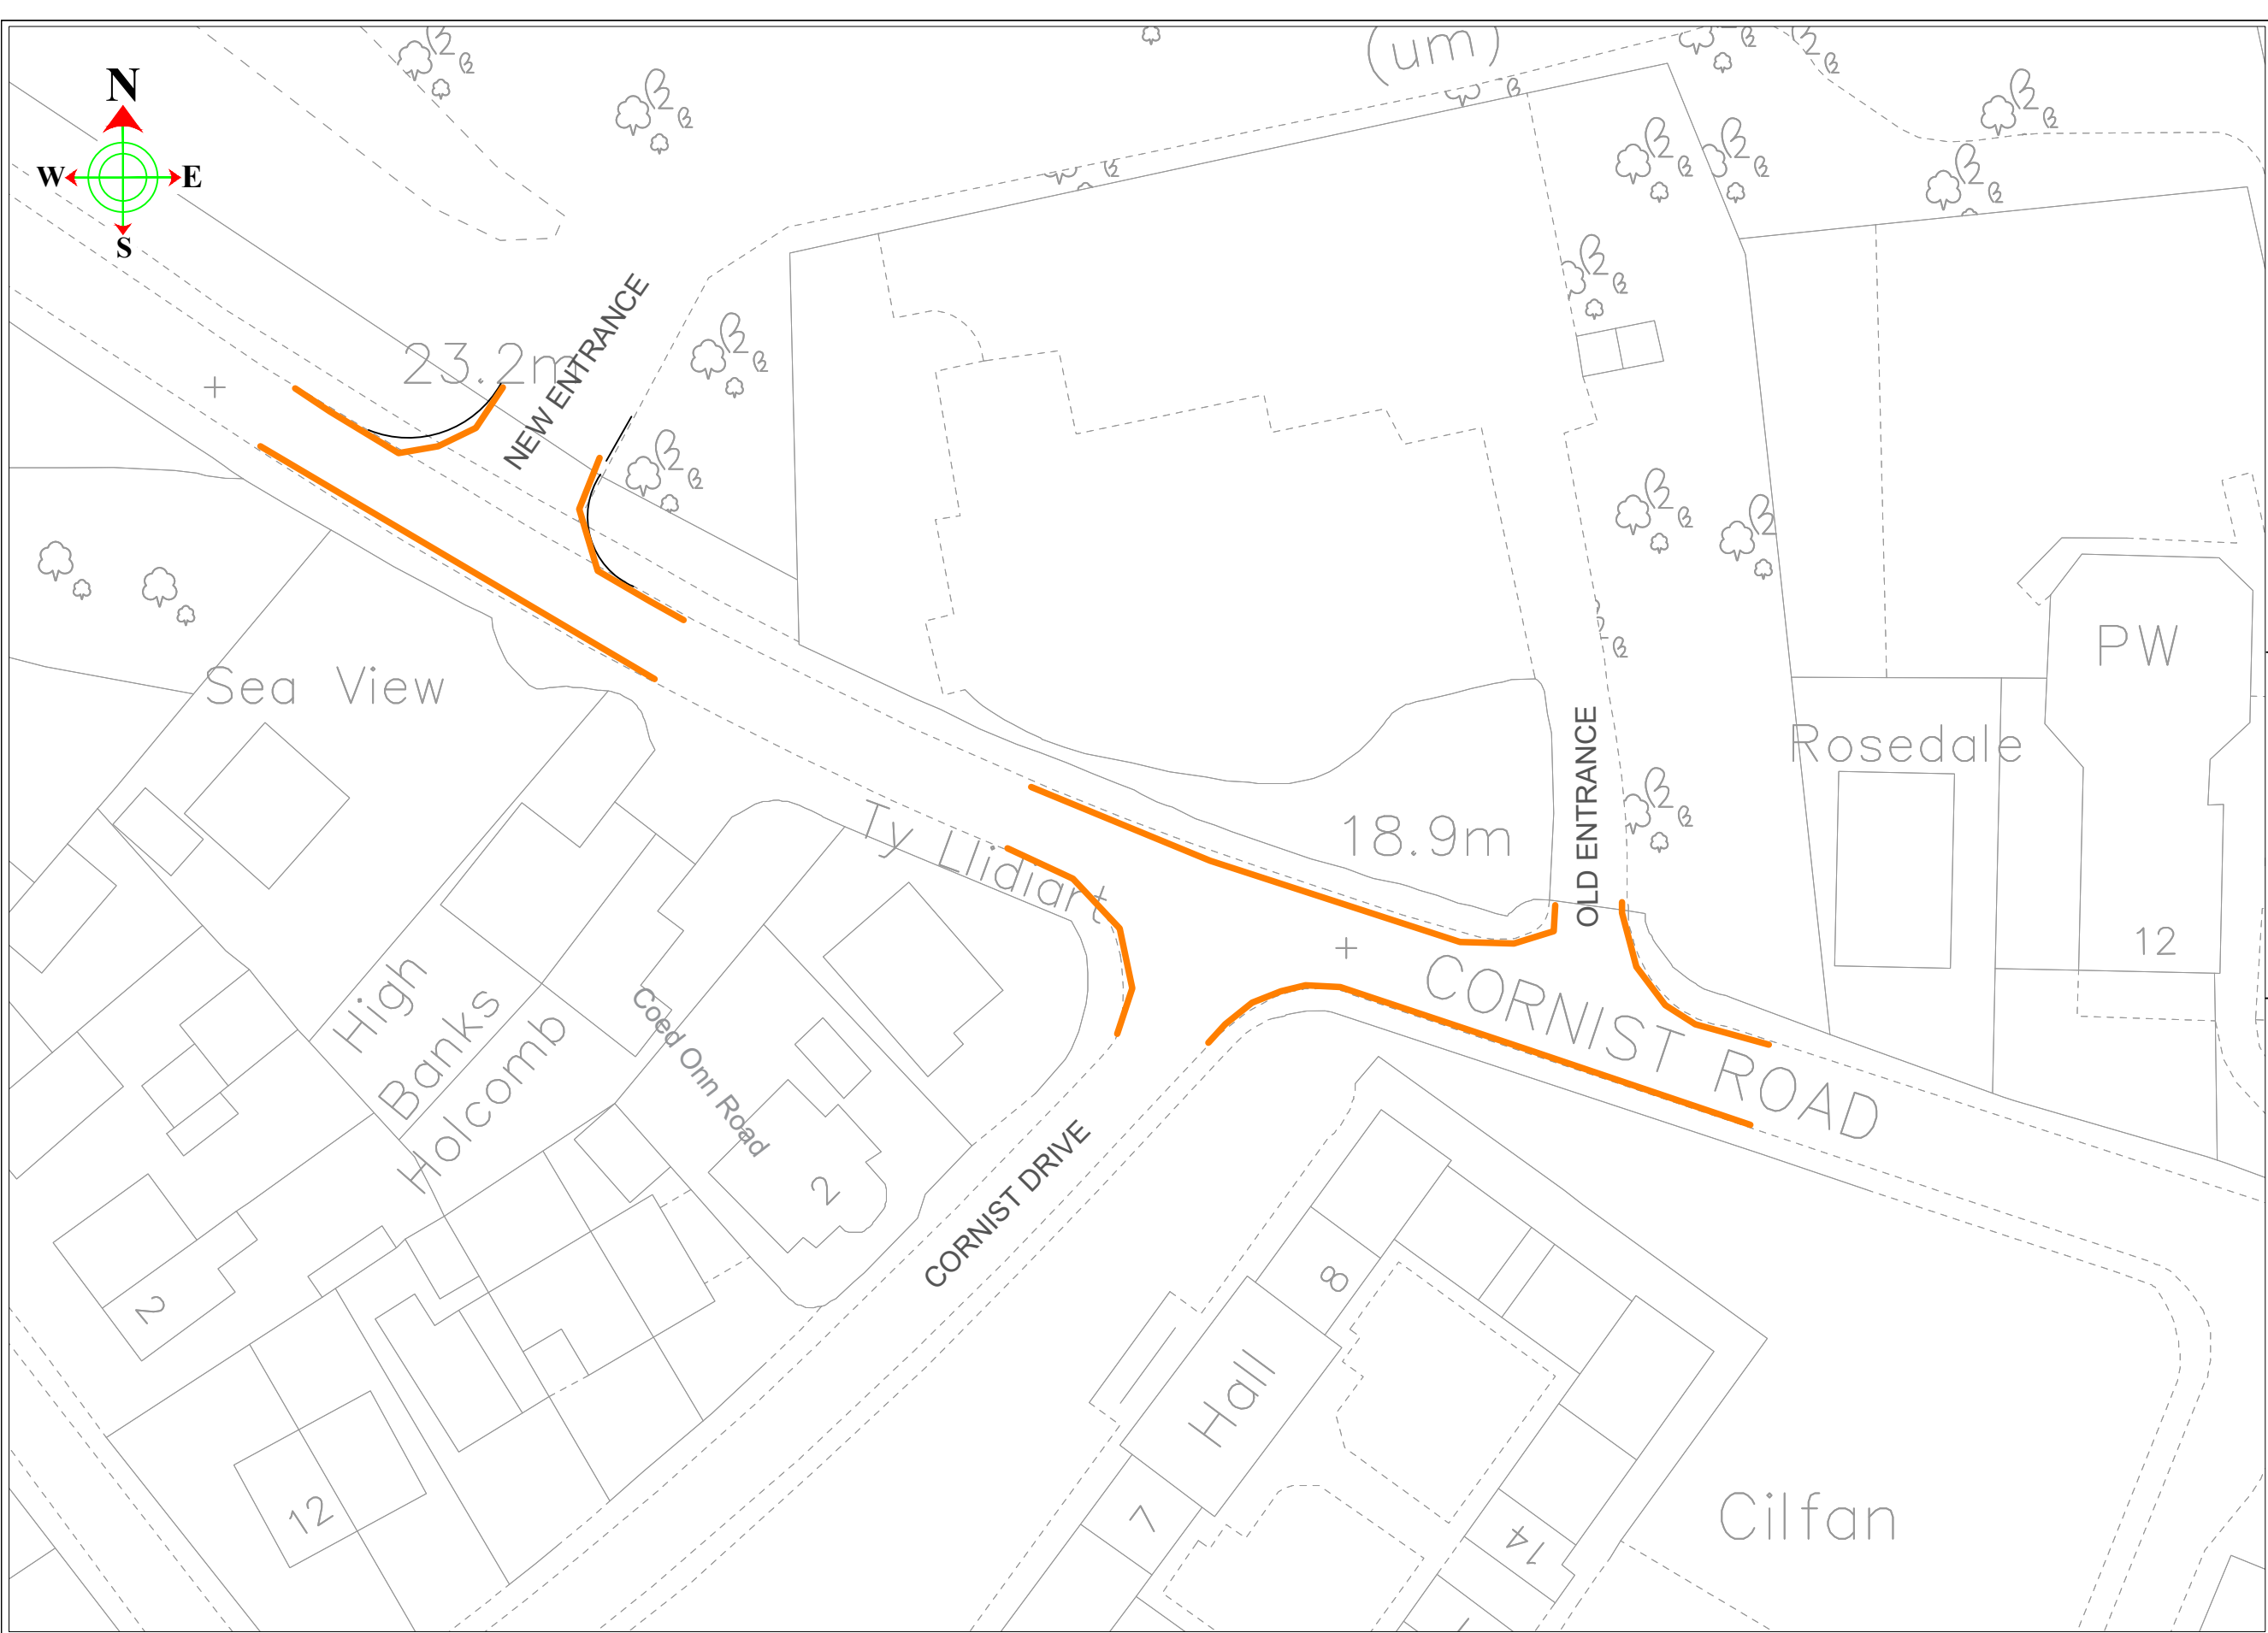 (um)
N
W E
S
23.2m
NEW ENTRANCE
Sea View
PW
Rosedale
OLD ENTRANCE
18.9m
Ty Llidiart
12
CORNIST ROAD
High
Banks
Holcomb
Coed Onn Road
2
CORNIST DRIVE
2
8
Hall
12
7
14
Cilfan